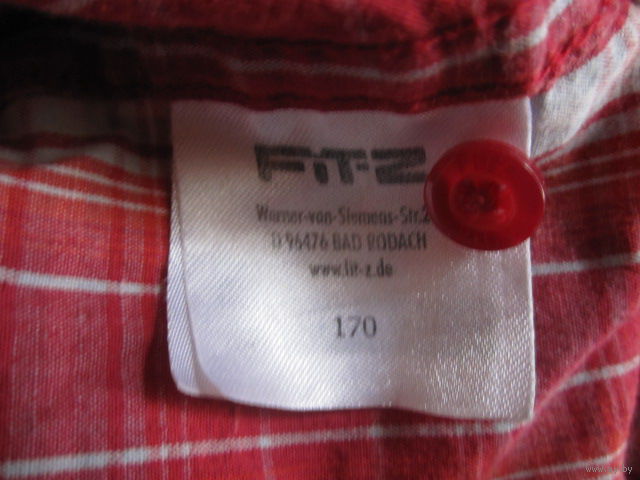 FIT-Z
Werner-von-Siemens-Str.2
D 96476 BAD RODACH
www.fit-z.de
170